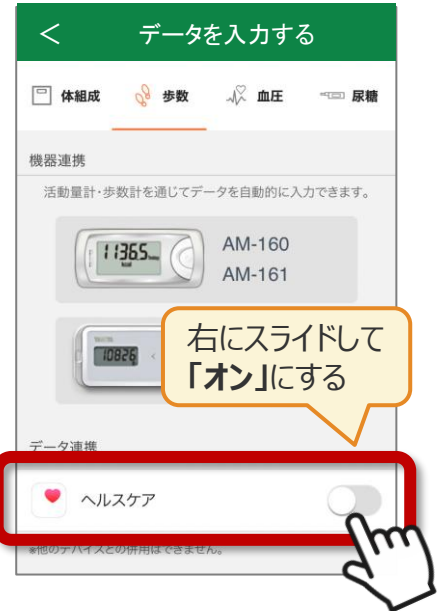 データを入力する
体組成 歩数 血圧 尿糖
機器連携
活動量計・歩数計を通じてデータを自動的に入力できます。
1136.5
kcal
AM-160
AM-161
10826
右にスライドして
「オン」にする
データ連携
ヘルスケア
※他のデバイスとの併用はできません。